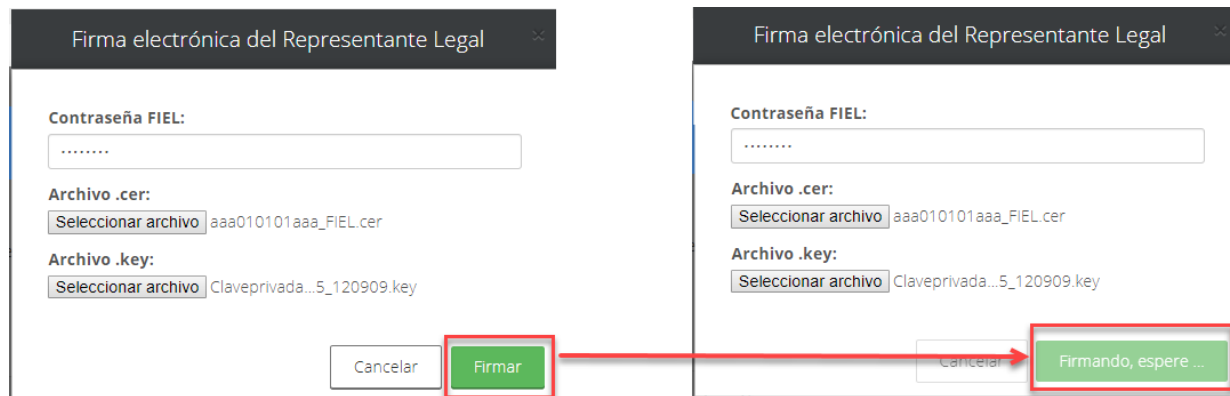 Firma electrónica del Representante Legal ×
Contraseña FIEL:
........
Archivo .cer:
Seleccionar archivo aaa010101aaa_FIEL.cer
Archivo .key:
Seleccionar archivo Claveprivada...5_120909.key
Cancelar Firmar
Firma electrónica del Representante Legal ×
Contraseña FIEL:
........
Archivo .cer:
Seleccionar archivo aaa010101aaa_FIEL.cer
Archivo .key:
Seleccionar archivo Claveprivada...5_120909.key
Cancelar Firmando, espere ...